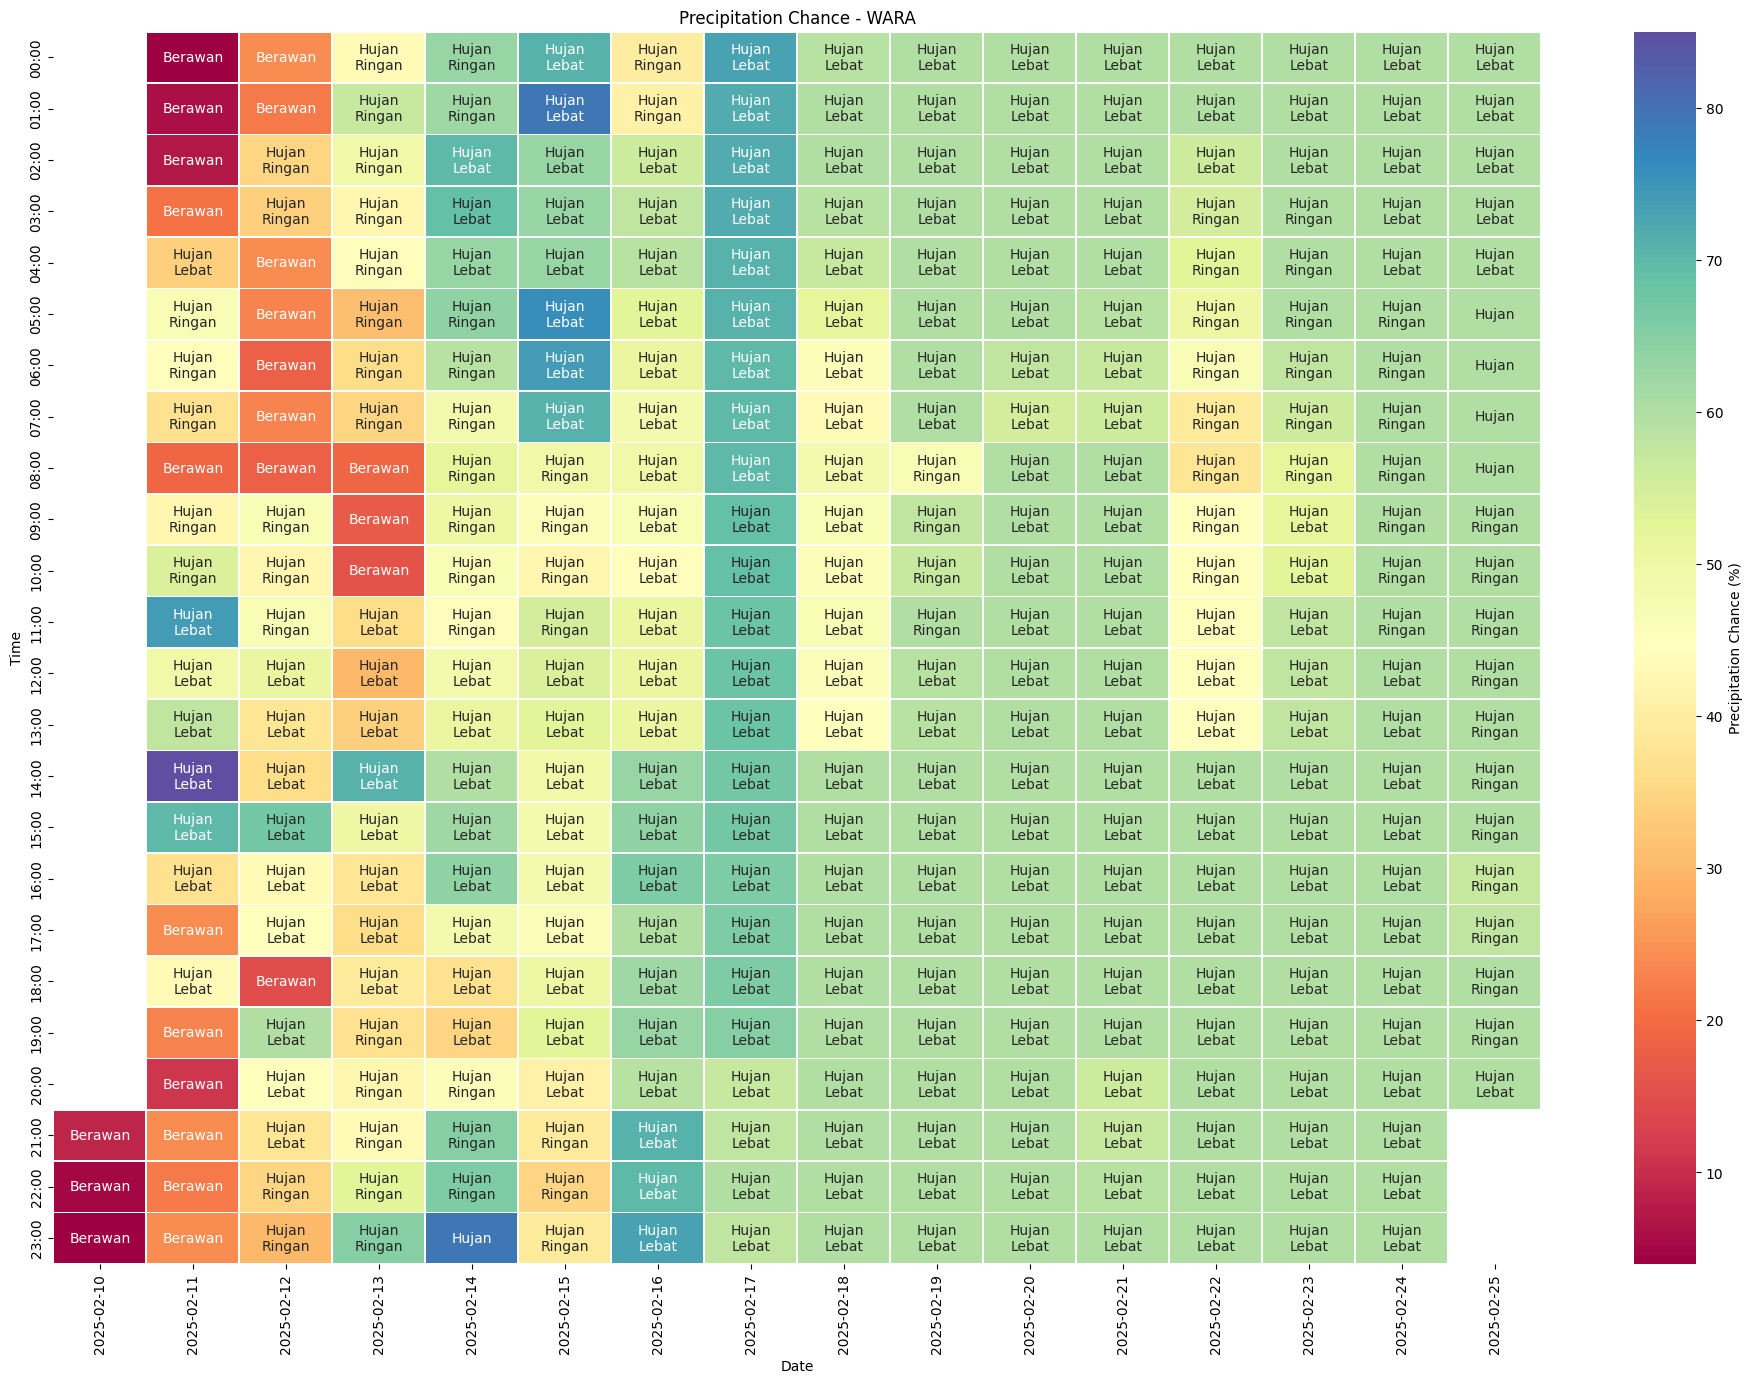 Precipitation Chance - WARA
00:00 Berawan Berawan Hujan Ringan Hujan Ringan Hujan Lebat Hujan Ringan Hujan Lebat Hujan Lebat Hujan Lebat Hujan Lebat Hujan Lebat Hujan Lebat Hujan Lebat Hujan Lebat Hujan Lebat
01:00 Berawan Berawan Hujan Ringan Hujan Ringan Hujan Lebat Hujan Ringan Hujan Lebat Hujan Lebat Hujan Lebat Hujan Lebat Hujan Lebat Hujan Lebat Hujan Lebat Hujan Lebat Hujan Lebat
02:00 Berawan Hujan Ringan Hujan Ringan Hujan Lebat Hujan Lebat Hujan Lebat Hujan Lebat Hujan Lebat Hujan Lebat Hujan Lebat Hujan Lebat Hujan Lebat Hujan Lebat Hujan Lebat Hujan Lebat
03:00 Berawan Hujan Ringan Hujan Ringan Hujan Lebat Hujan Lebat Hujan Lebat Hujan Lebat Hujan Lebat Hujan Lebat Hujan Lebat Hujan Lebat Hujan Ringan Hujan Ringan Hujan Lebat Hujan Lebat
04:00 Hujan Lebat Berawan Hujan Ringan Hujan Lebat Hujan Lebat Hujan Lebat Hujan Lebat Hujan Lebat Hujan Lebat Hujan Lebat Hujan Lebat Hujan Ringan Hujan Ringan Hujan Lebat Hujan Lebat
05:00 Hujan Ringan Berawan Hujan Ringan Hujan Ringan Hujan Lebat Hujan Lebat Hujan Lebat Hujan Lebat Hujan Lebat Hujan Lebat Hujan Lebat Hujan Ringan Hujan Ringan Hujan Ringan Hujan
06:00 Hujan Ringan Berawan Hujan Ringan Hujan Ringan Hujan Lebat Hujan Lebat Hujan Lebat Hujan Lebat Hujan Lebat Hujan Lebat Hujan Lebat Hujan Ringan Hujan Ringan Hujan Ringan Hujan
07:00 Hujan Ringan Berawan Hujan Ringan Hujan Ringan Hujan Lebat Hujan Lebat Hujan Lebat Hujan Lebat Hujan Lebat Hujan Lebat Hujan Lebat Hujan Ringan Hujan Ringan Hujan Ringan Hujan
08:00 Berawan Berawan Berawan Hujan Ringan Hujan Ringan Hujan Lebat Hujan Lebat Hujan Lebat Hujan Ringan Hujan Lebat Hujan Lebat Hujan Ringan Hujan Ringan Hujan Ringan Hujan
09:00 Hujan Ringan Hujan Ringan Berawan Hujan Ringan Hujan Ringan Hujan Lebat Hujan Lebat Hujan Lebat Hujan Ringan Hujan Lebat Hujan Lebat Hujan Ringan Hujan Lebat Hujan Ringan Hujan Ringan
10:00 Hujan Ringan Hujan Ringan Berawan Hujan Ringan Hujan Ringan Hujan Lebat Hujan Lebat Hujan Lebat Hujan Ringan Hujan Lebat Hujan Lebat Hujan Ringan Hujan Lebat Hujan Ringan Hujan Ringan
11:00 Hujan Lebat Hujan Ringan Hujan Lebat Hujan Ringan Hujan Ringan Hujan Lebat Hujan Lebat Hujan Lebat Hujan Ringan Hujan Lebat Hujan Lebat Hujan Lebat Hujan Lebat Hujan Ringan Hujan Ringan
12:00 Hujan Lebat Hujan Lebat Hujan Lebat Hujan Lebat Hujan Lebat Hujan Lebat Hujan Lebat Hujan Lebat Hujan Lebat Hujan Lebat Hujan Lebat Hujan Lebat Hujan Lebat Hujan Lebat Hujan Ringan
13:00 Hujan Lebat Hujan Lebat Hujan Lebat Hujan Lebat Hujan Lebat Hujan Lebat Hujan Lebat Hujan Lebat Hujan Lebat Hujan Lebat Hujan Lebat Hujan Lebat Hujan Lebat Hujan Lebat Hujan Ringan
14:00 Hujan Lebat Hujan Lebat Hujan Lebat Hujan Lebat Hujan Lebat Hujan Lebat Hujan Lebat Hujan Lebat Hujan Lebat Hujan Lebat Hujan Lebat Hujan Lebat Hujan Lebat Hujan Lebat Hujan Ringan
15:00 Hujan Lebat Hujan Lebat Hujan Lebat Hujan Lebat Hujan Lebat Hujan Lebat Hujan Lebat Hujan Lebat Hujan Lebat Hujan Lebat Hujan Lebat Hujan Lebat Hujan Lebat Hujan Lebat Hujan Ringan
16:00 Hujan Lebat Hujan Lebat Hujan Lebat Hujan Lebat Hujan Lebat Hujan Lebat Hujan Lebat Hujan Lebat Hujan Lebat Hujan Lebat Hujan Lebat Hujan Lebat Hujan Lebat Hujan Lebat Hujan Ringan
17:00 Berawan Hujan Lebat Hujan Lebat Hujan Lebat Hujan Lebat Hujan Lebat Hujan Lebat Hujan Lebat Hujan Lebat Hujan Lebat Hujan Lebat Hujan Lebat Hujan Lebat Hujan Lebat Hujan Ringan
18:00 Hujan Lebat Berawan Hujan Lebat Hujan Lebat Hujan Lebat Hujan Lebat Hujan Lebat Hujan Lebat Hujan Lebat Hujan Lebat Hujan Lebat Hujan Lebat Hujan Lebat Hujan Lebat Hujan Ringan
19:00 Berawan Hujan Lebat Hujan Ringan Hujan Lebat Hujan Lebat Hujan Lebat Hujan Lebat Hujan Lebat Hujan Lebat Hujan Lebat Hujan Lebat Hujan Lebat Hujan Lebat Hujan Lebat Hujan Ringan
20:00 Berawan Hujan Lebat Hujan Ringan Hujan Ringan Hujan Lebat Hujan Lebat Hujan Lebat Hujan Lebat Hujan Lebat Hujan Lebat Hujan Lebat Hujan Lebat Hujan Lebat Hujan Lebat Hujan Lebat
21:00 Berawan Berawan Hujan Lebat Hujan Ringan Hujan Ringan Hujan Ringan Hujan Lebat Hujan Lebat Hujan Lebat Hujan Lebat Hujan Lebat Hujan Lebat Hujan Lebat Hujan Lebat Hujan Lebat
22:00 Berawan Berawan Hujan Ringan Hujan Ringan Hujan Ringan Hujan Ringan Hujan Lebat Hujan Lebat Hujan Lebat Hujan Lebat Hujan Lebat Hujan Lebat Hujan Lebat Hujan Lebat Hujan Lebat
23:00 Berawan Berawan Hujan Ringan Hujan Ringan Hujan Hujan Ringan Hujan Lebat Hujan Lebat Hujan Lebat Hujan Lebat Hujan Lebat Hujan Lebat Hujan Lebat Hujan Lebat Hujan Lebat
Time
2025-02-10 2025-02-11 2025-02-12 2025-02-13 2025-02-14 2025-02-15 2025-02-16 2025-02-17 2025-02-18 2025-02-19 2025-02-20 2025-02-21 2025-02-22 2025-02-23 2025-02-24 2025-02-25
Date
80
70
60
50
40
30
20
10
Precipitation Chance (%)